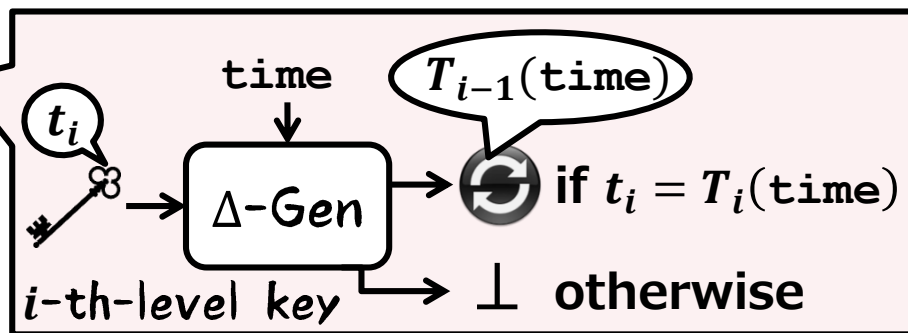 time
T_{i-1}(time)
t_i
Δ-Gen
if t_i = T_i(time)
i-th-level key
⊥ otherwise